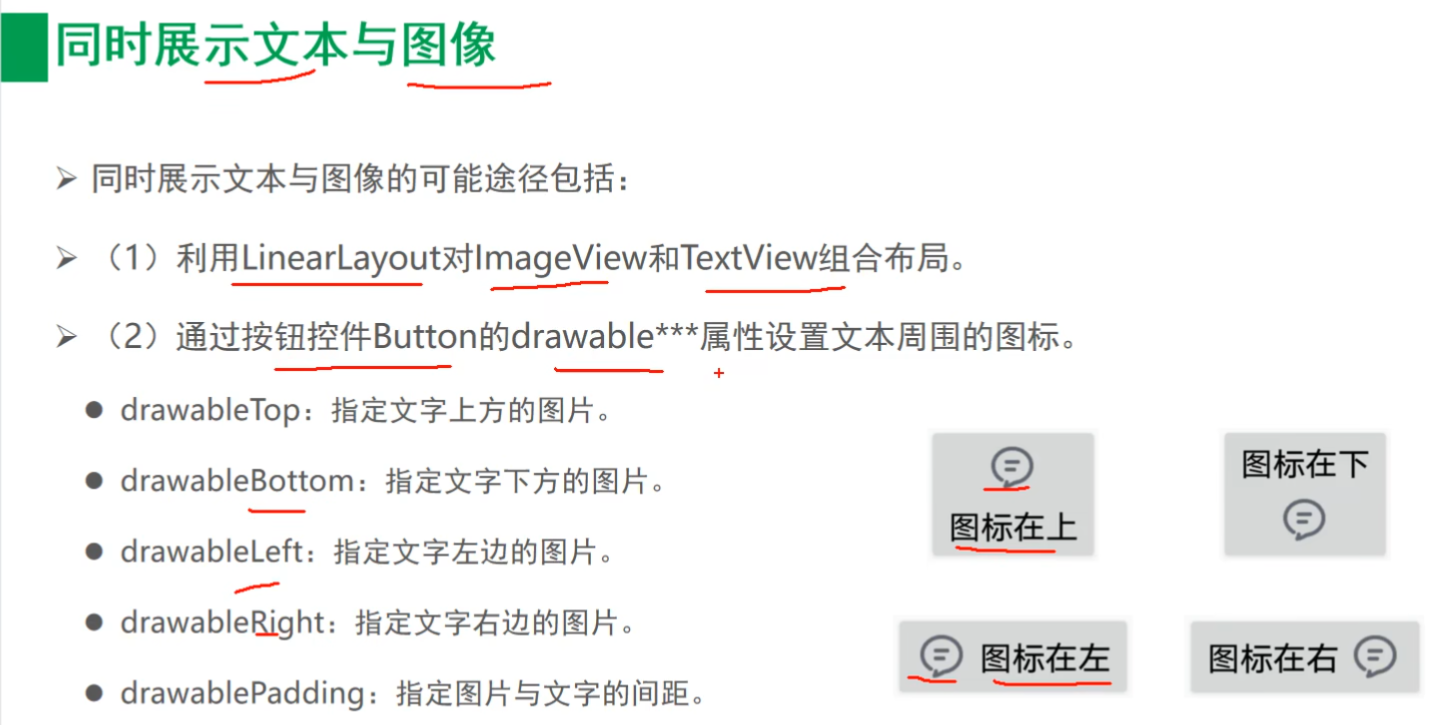 同时展示文本与图像
同时展示文本与图像的可能途径包括：
（1）利用LinearLayout对ImageView和TextView组合布局。
（2）通过按钮控件Button的drawable***属性设置文本周围的图标。
drawableTop：指定文字上方的图片。
drawableBottom：指定文字下方的图片。
drawableLeft：指定文字左边的图片。
drawableRight：指定文字右边的图片。
drawablePadding：指定图片与文字的间距。
图标在上
图标在下
图标在左
图标在右